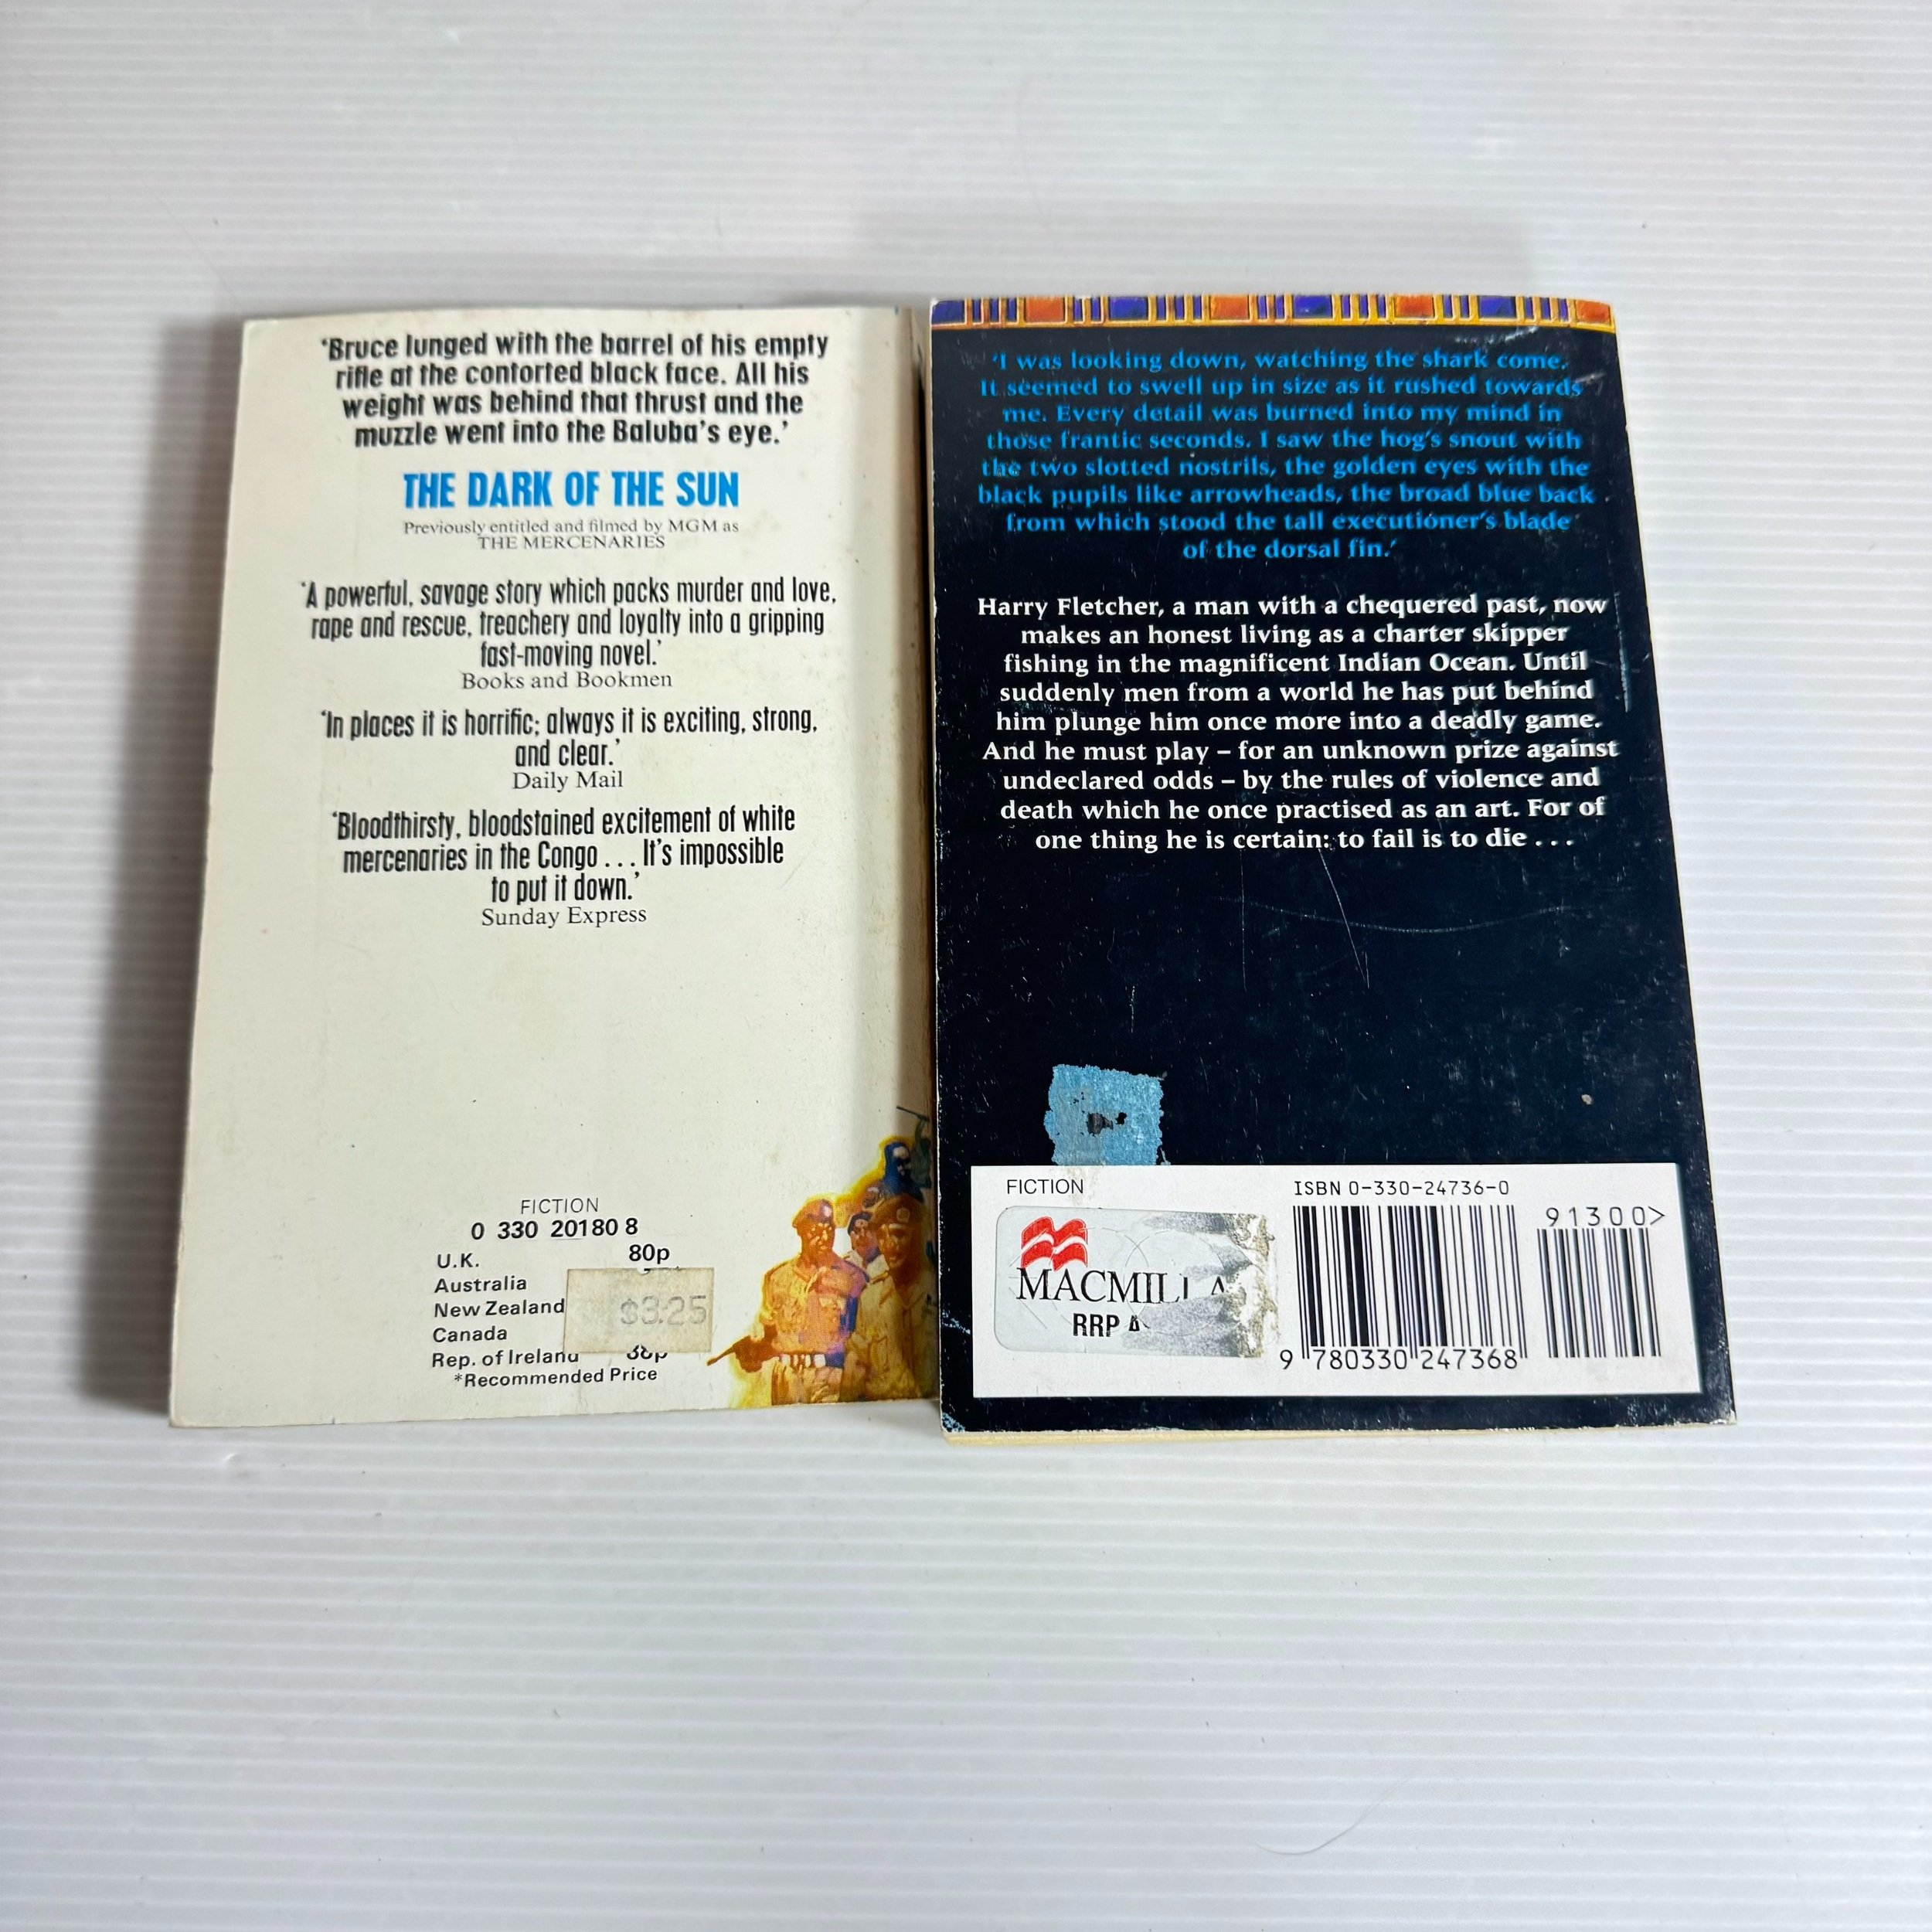 ‘Bruce lunged with the barrel of his empty
rifle at the contorted black face. All his
weight was behind that thrust and the
muzzle went into the Baluba’s eye.’
THE DARK OF THE SUN
Previously entitled and filmed by MGM as
THE MERCENARIES
‘A powerful, savage story which packs murder and love,
rape and rescue, treachery and loyalty into a gripping
fast-moving novel.’
Books and Bookmen
‘In places it is horrific; always it is exciting, strong,
and clear.’
Daily Mail
‘Bloodthirsty, bloodstained excitement of white
mercenaries in the Congo . . . It’s impossible
to put it down.’
Sunday Express
FICTION
0 330 20180 8
U.K. 80p
Australia
New Zealand
$3.25
Canada
Rep. of Ireland
*Recommended Price
‘I was looking down, watching the shark come.
It seemed to swell up in size as it rushed towards
me. Every detail was burned into my mind in
those frantic seconds. I saw the hog’s snout with
the two slotted nostrils, the golden eyes with the
black pupils like arrowheads, the broad blue back
from which stood the tall executioner’s blade
of the dorsal fin.’
Harry Fletcher, a man with a chequered past, now
makes an honest living as a charter skipper
fishing in the magnificent Indian Ocean. Until
suddenly men from a world he has put behind
him plunge him once more into a deadly game.
And he must play – for an unknown prize against
undeclared odds – by the rules of violence and
death which he once practised as an art. For of
one thing he is certain: to fail is to die . . .
FICTION
ISBN 0-330-24736-0
91300>
MACMILLA
RRP
9 780330 247368